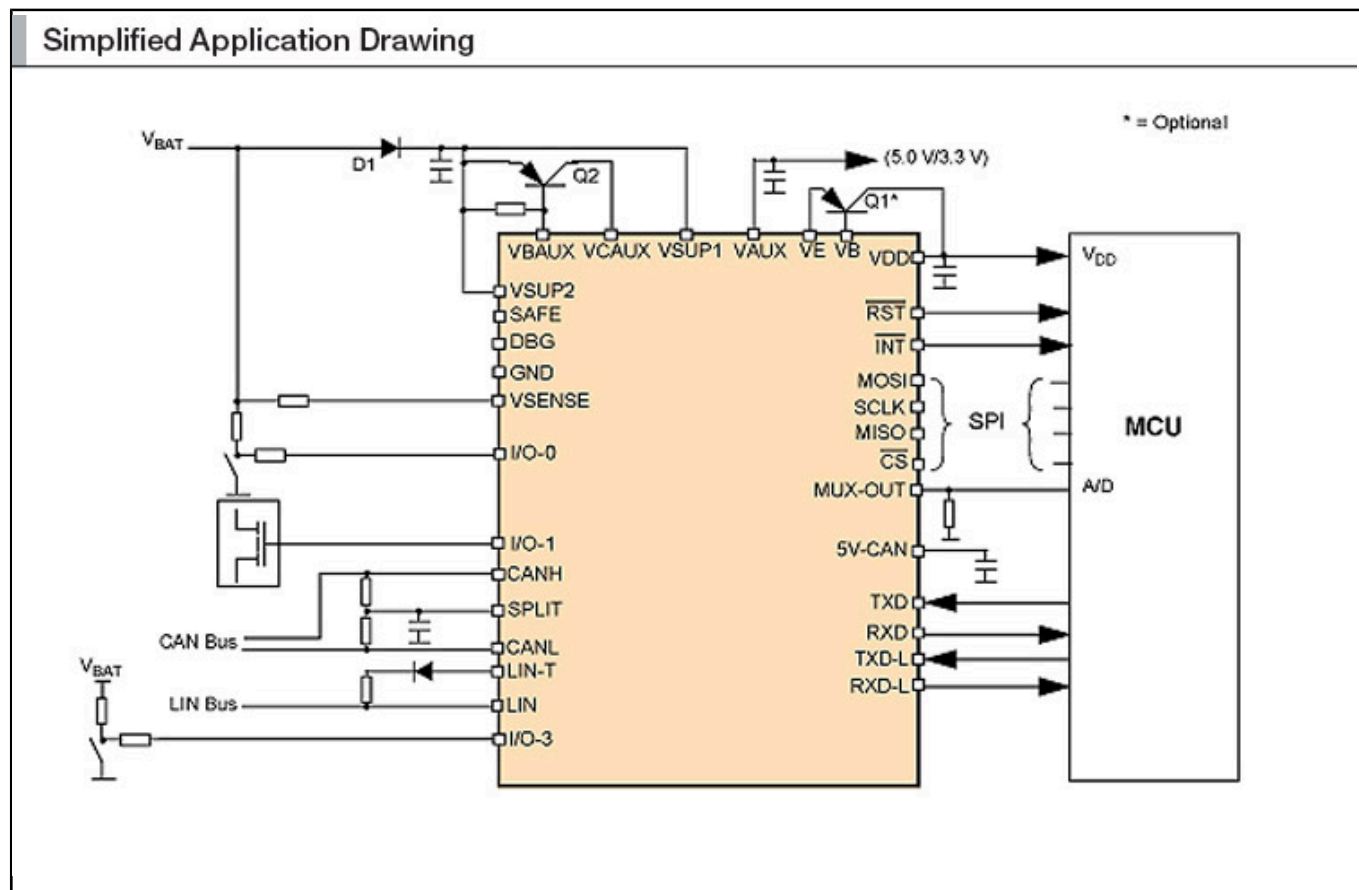 Simplified Application Drawing
* = Optional
VBAT
D1
Q2
(5.0 V/3.3 V)
Q1*
VBAUX VCAUX VSUP1 VAUX VE VB
VDD
VDD
VSUP2
SAFE
DBG
GND
VSENSE
I/O-0
I/O-1
CANH
SPLIT
CANL
LIN-T
LIN
I/O-3
RST
INT
MOSI
SCLK
MISO
CS
SPI
MCU
MUX-OUT
A/D
5V-CAN
TXD
RXD
TXD-L
RXD-L
CAN Bus
VBAT
LIN Bus